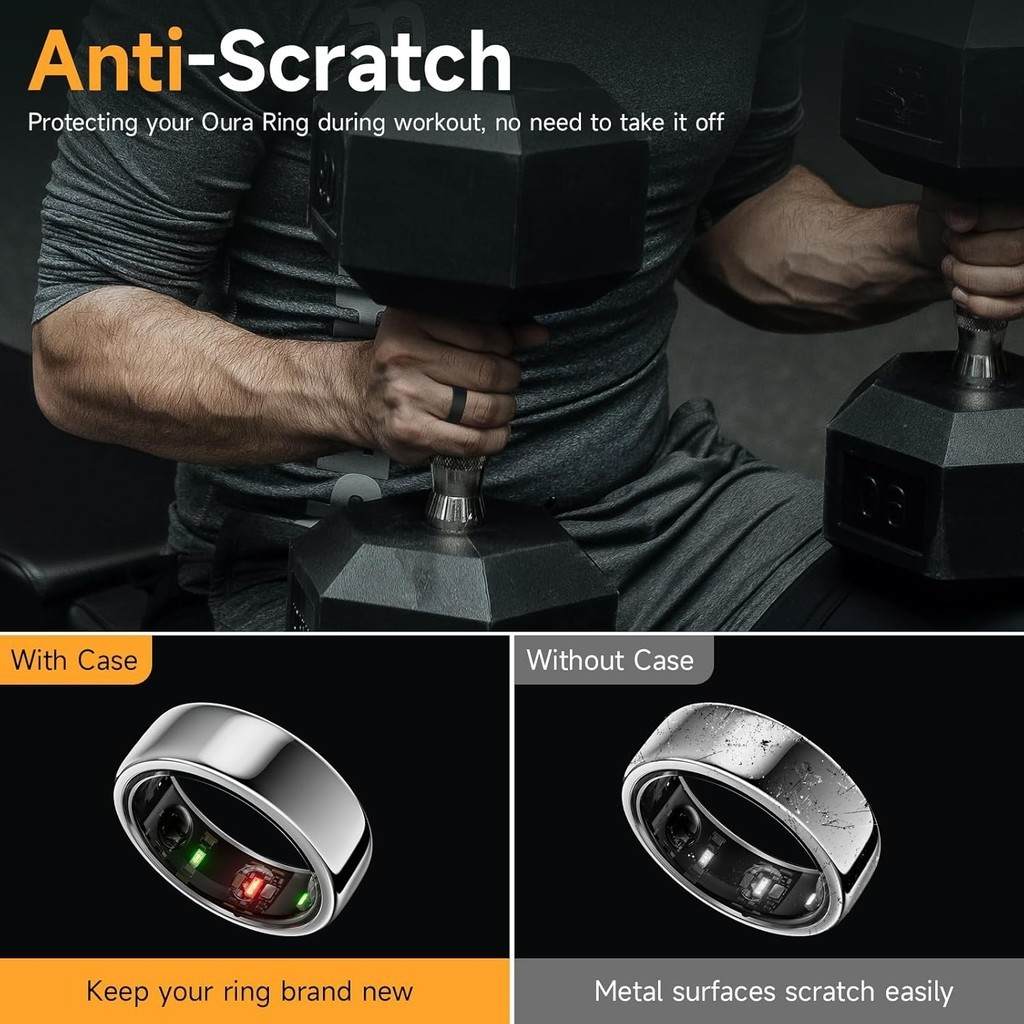 Anti-Scratch
Protecting your Oura Ring during workout, no need to take it off
With Case
Without Case
Keep your ring brand new
Metal surfaces scratch easily